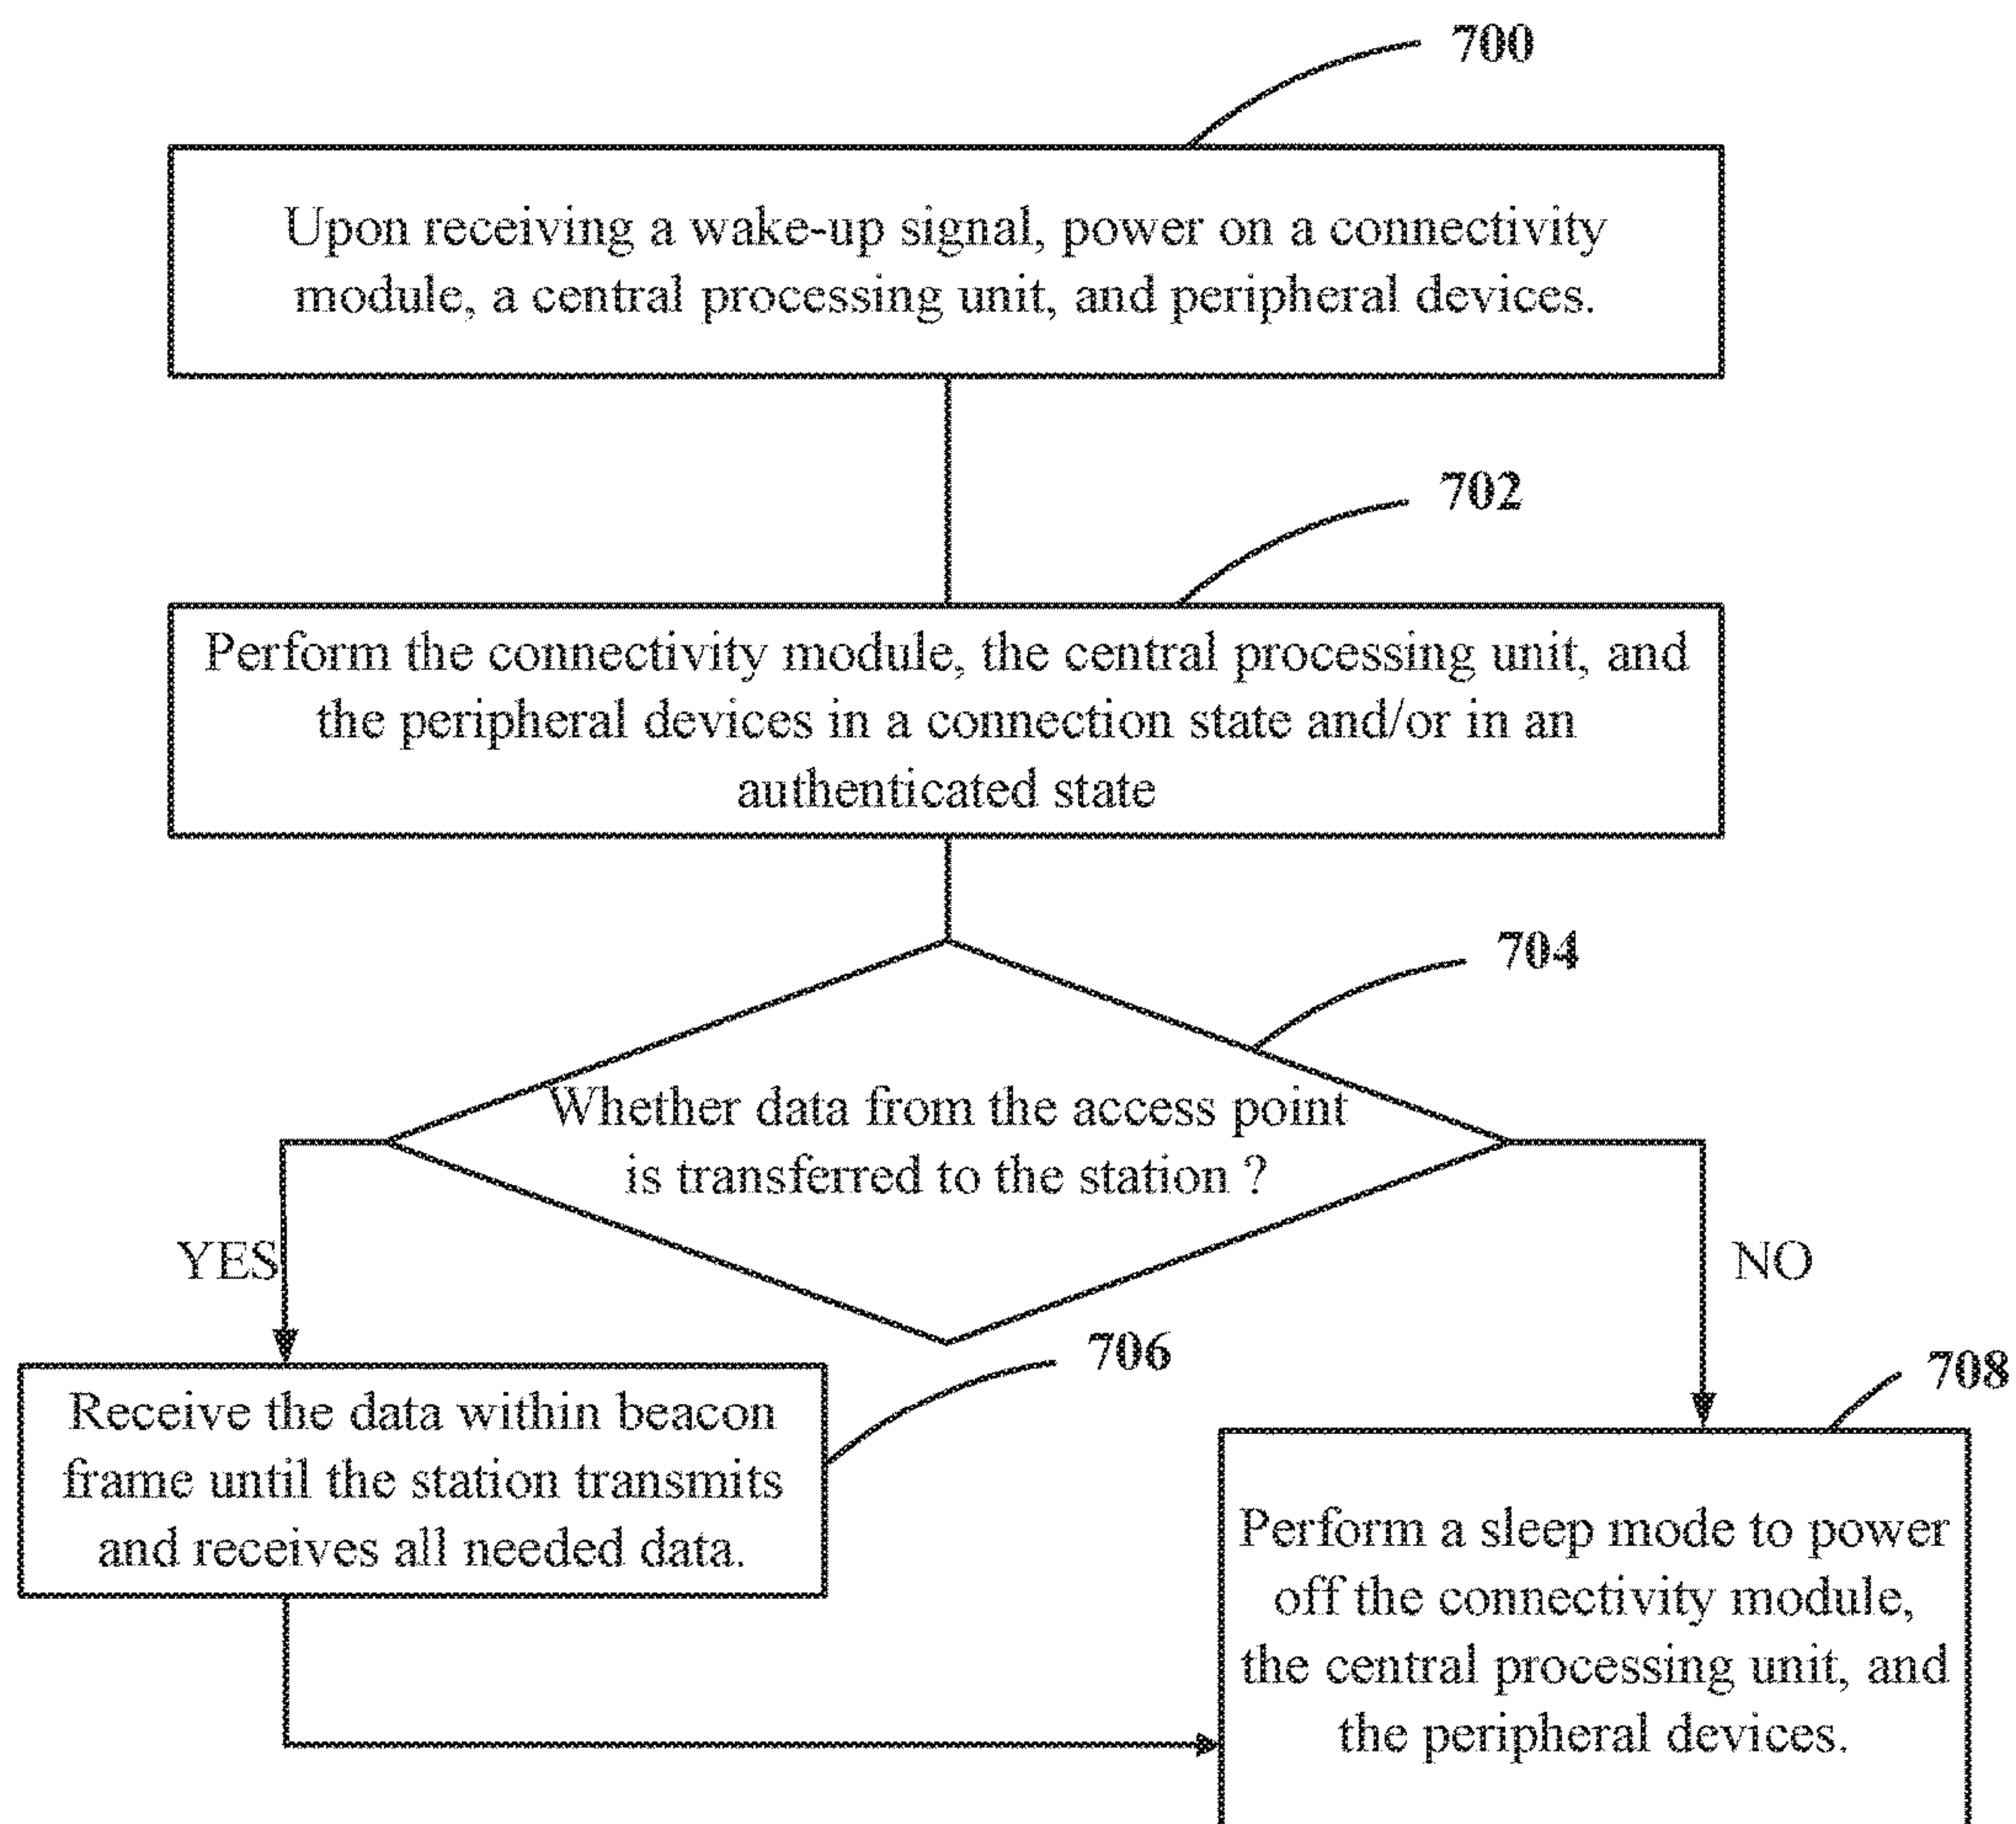 700
Upon receiving a wake-up signal, power on a connectivity
module, a central processing unit, and peripheral devices.
702
Perform the connectivity module, the central processing unit, and
the peripheral devices in a connection state and/or in an
authenticated state
704
Whether data from the access point
is transferred to the station ?
YES
NO
706
708
Receive the data within beacon
frame until the station transmits
and receives all needed data.
Perform a sleep mode to power
off the connectivity module,
the central processing unit, and
the peripheral devices.